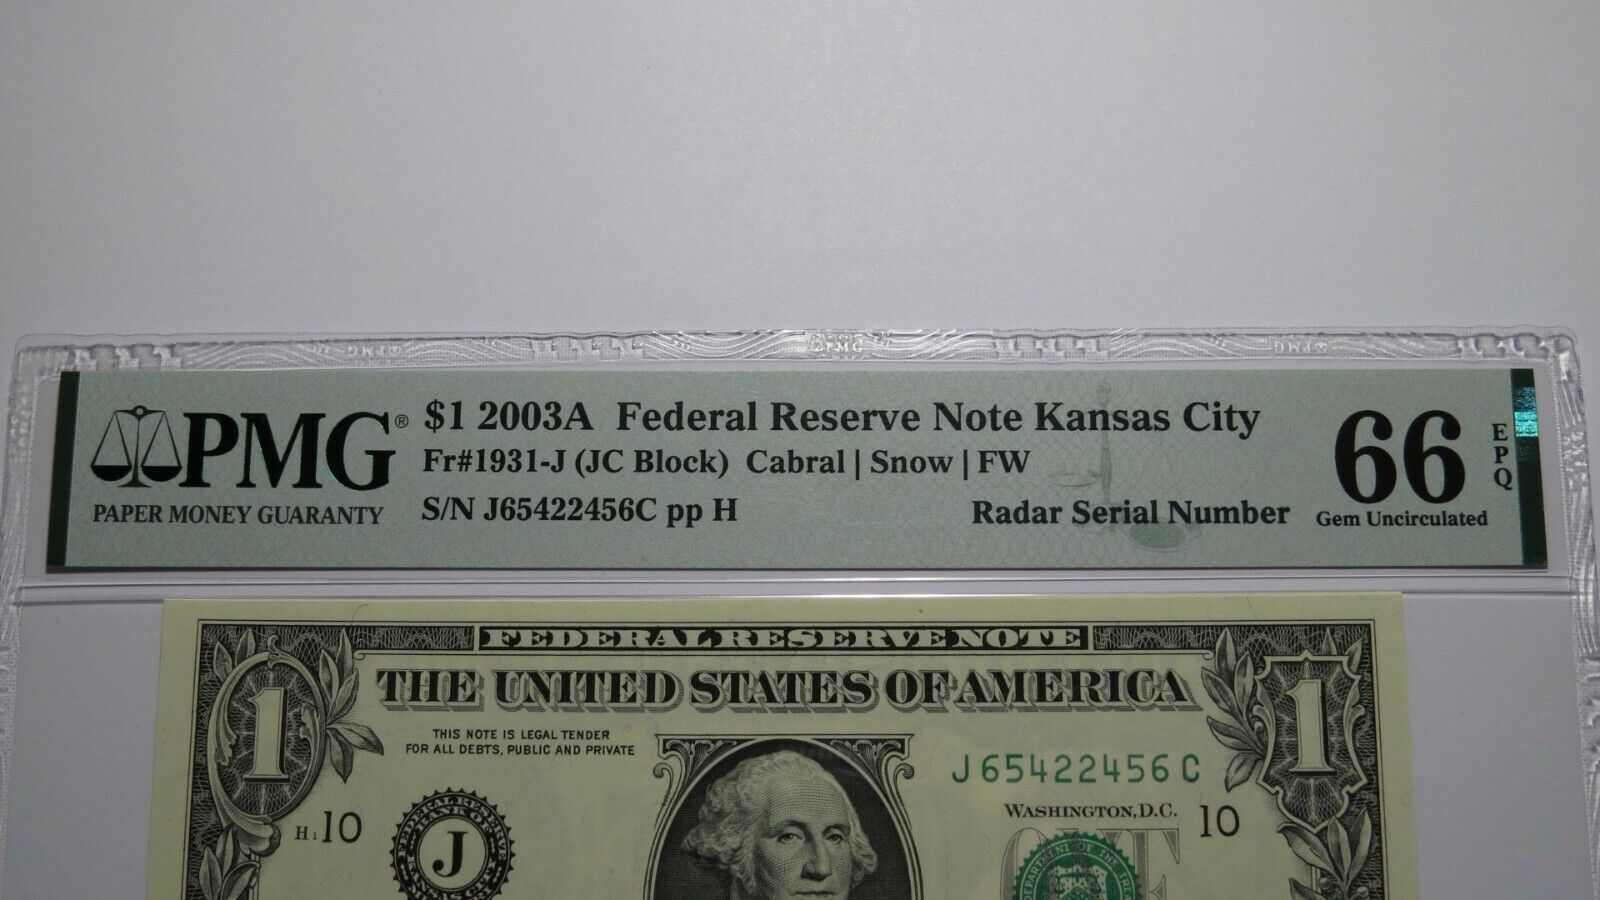 PMG®
PAPER MONEY GUARANTY
$1 2003A Federal Reserve Note Kansas City
Fr#1931-J (JC Block) Cabral | Snow | FW
S/N J65422456C pp H
Radar Serial Number
66
EPQ
Gem Uncirculated
FEDERAL RESERVE NOTE
THE UNITED STATES OF AMERICA
1
1
THIS NOTE IS LEGAL TENDER
FOR ALL DEBTS, PUBLIC AND PRIVATE
J65422456C
WASHINGTON, D.C.
H1 10
10
J